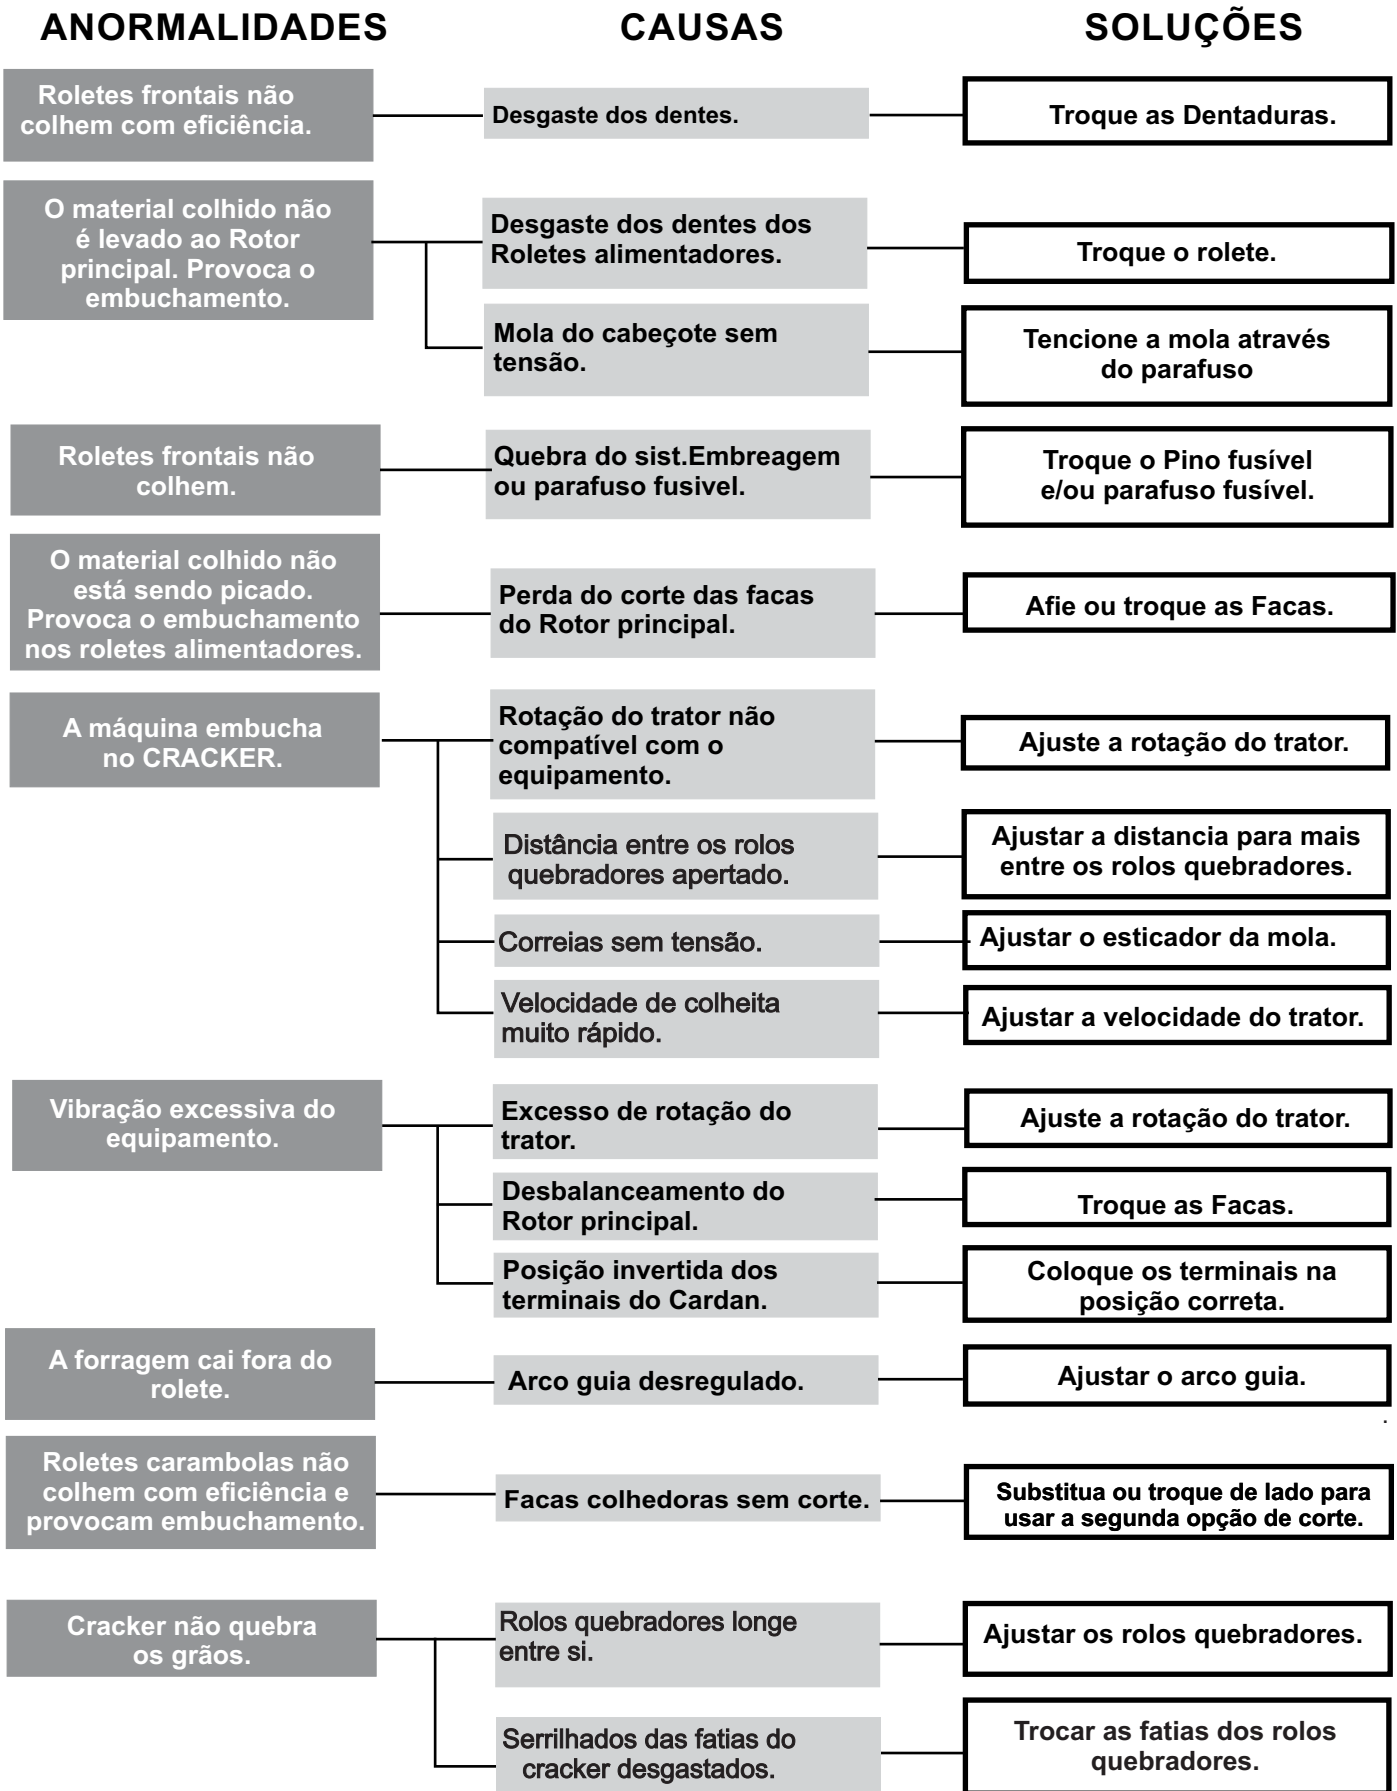 ANORMALIDADES
CAUSAS
SOLUÇÕES
Roletes frontais não
colhem com eficiência.
Desgaste dos dentes.
Troque as Dentaduras.
O material colhido não
é levado ao Rotor
principal. Provoca o
embuchamento.
Desgaste dos dentes dos
Roletes alimentadores.
Troque o rolete.
Mola do cabeçote sem
tensão.
Tencione a mola através
do parafuso
Roletes frontais não
colhem.
Quebra do sist.Embreagem
ou parafuso fusivel.
Troque o Pino fusível
e/ou parafuso fusível.
O material colhido não
está sendo picado.
Provoca o embuchamento
nos roletes alimentadores.
Perda do corte das facas
do Rotor principal.
Afie ou troque as Facas.
A máquina embucha
no CRACKER.
Rotação do trator não
compatível com o
equipamento.
Ajuste a rotação do trator.
Distância entre os rolos
quebradores apertado.
Ajustar a distancia para mais
entre os rolos quebradores.
Correias sem tensão.
Ajustar o esticador da mola.
Velocidade de colheita
muito rápido.
Ajustar a velocidade do trator.
Vibração excessiva do
equipamento.
Excesso de rotação do
trator.
Ajuste a rotação do trator.
Desbalanceamento do
Rotor principal.
Troque as Facas.
Posição invertida dos
terminais do Cardan.
Coloque os terminais na
posição correta.
A forragem cai fora do
rolete.
Arco guia desregulado.
Ajustar o arco guia.
.
Roletes carambolas não
colhem com eficiência e
provocam embuchamento.
Facas colhedoras sem corte.
Substitua ou troque de lado para
usar a segunda opção de corte.
Cracker não quebra
os grãos.
Rolos quebradores longe
entre si.
Ajustar os rolos quebradores.
Serrilhados das fatias do
cracker desgastados.
Trocar as fatias dos rolos
quebradores.